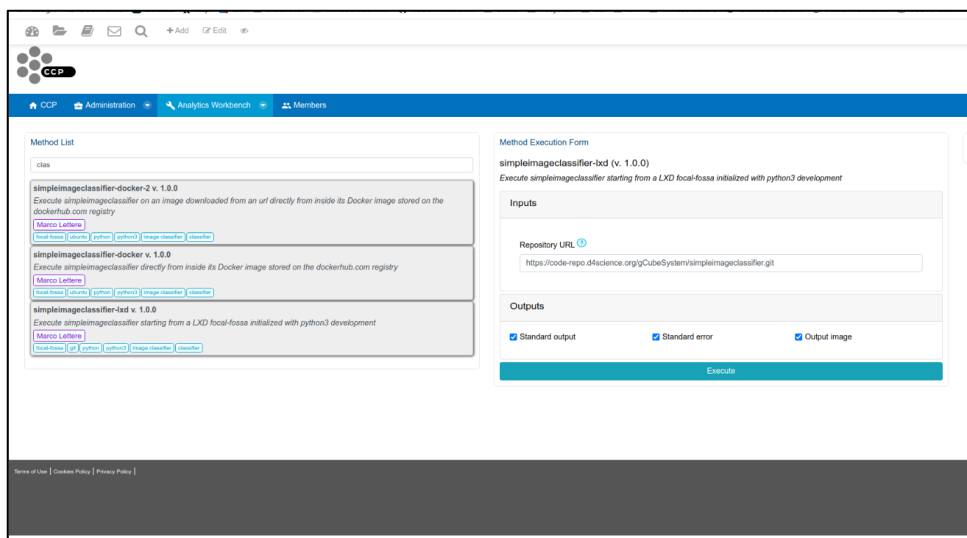 +Add Edit
CCP
CCP Administration Analytics Workbench Members
Method List
clas
simpleimageclassifier-docker-2 v. 1.0.0
Execute simpleimageclassifier on an image downloaded from an url directly from inside its Docker image stored on the
dockerhub.com registry
Marco Lettere
focal-fossa ubuntu python python3 image classifier classifier
simpleimageclassifier-docker v. 1.0.0
Execute simpleimageclassifier directly from inside its Docker image stored on the dockerhub.com registry
Marco Lettere
focal-fossa ubuntu python python3 image classifier classifier
simpleimageclassifier-lxd v. 1.0.0
Execute simpleimageclassifier starting from a LXD focal-fossa initialized with python3 development
Marco Lettere
focal-fossa git python python3 image classifier classifier
Method Execution Form
simpleimageclassifier-lxd (v. 1.0.0)
Execute simpleimageclassifier starting from a LXD focal-fossa initialized with python3 development
Inputs
Repository URL ?
https://code-repo.d4science.org/gCubeSystem/simpleimageclassifier.git
Outputs
Standard output Standard error Output image
Execute
Terms of Use | Cookies Policy | Privacy Policy |